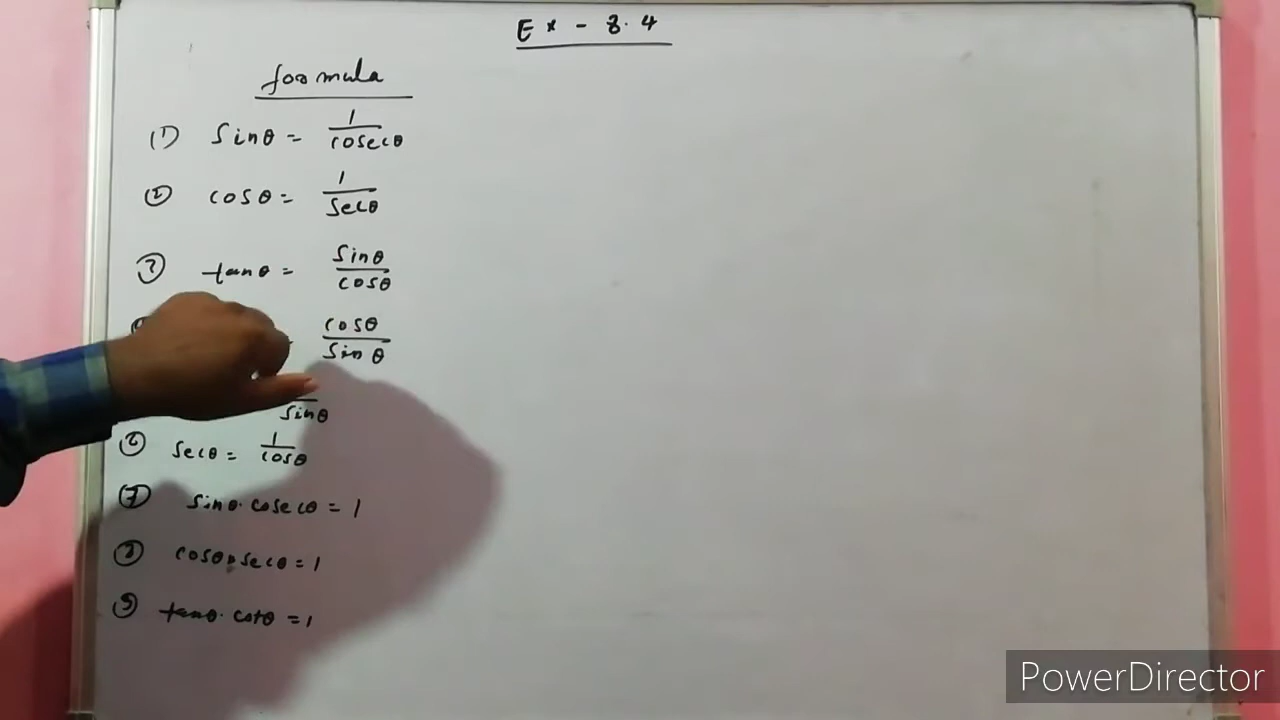 Ex - 8.4
formula
(1) sinθ = 1/cosecθ
(2) cosθ = 1/secθ
(3) tanθ = sinθ/cosθ
cosθ/sinθ
sinθ
(6) secθ = 1/cosθ
(7) sinθ. cosecθ = 1
(8) cosθ. secθ = 1
(9) tanθ. cotθ = 1
PowerDirector